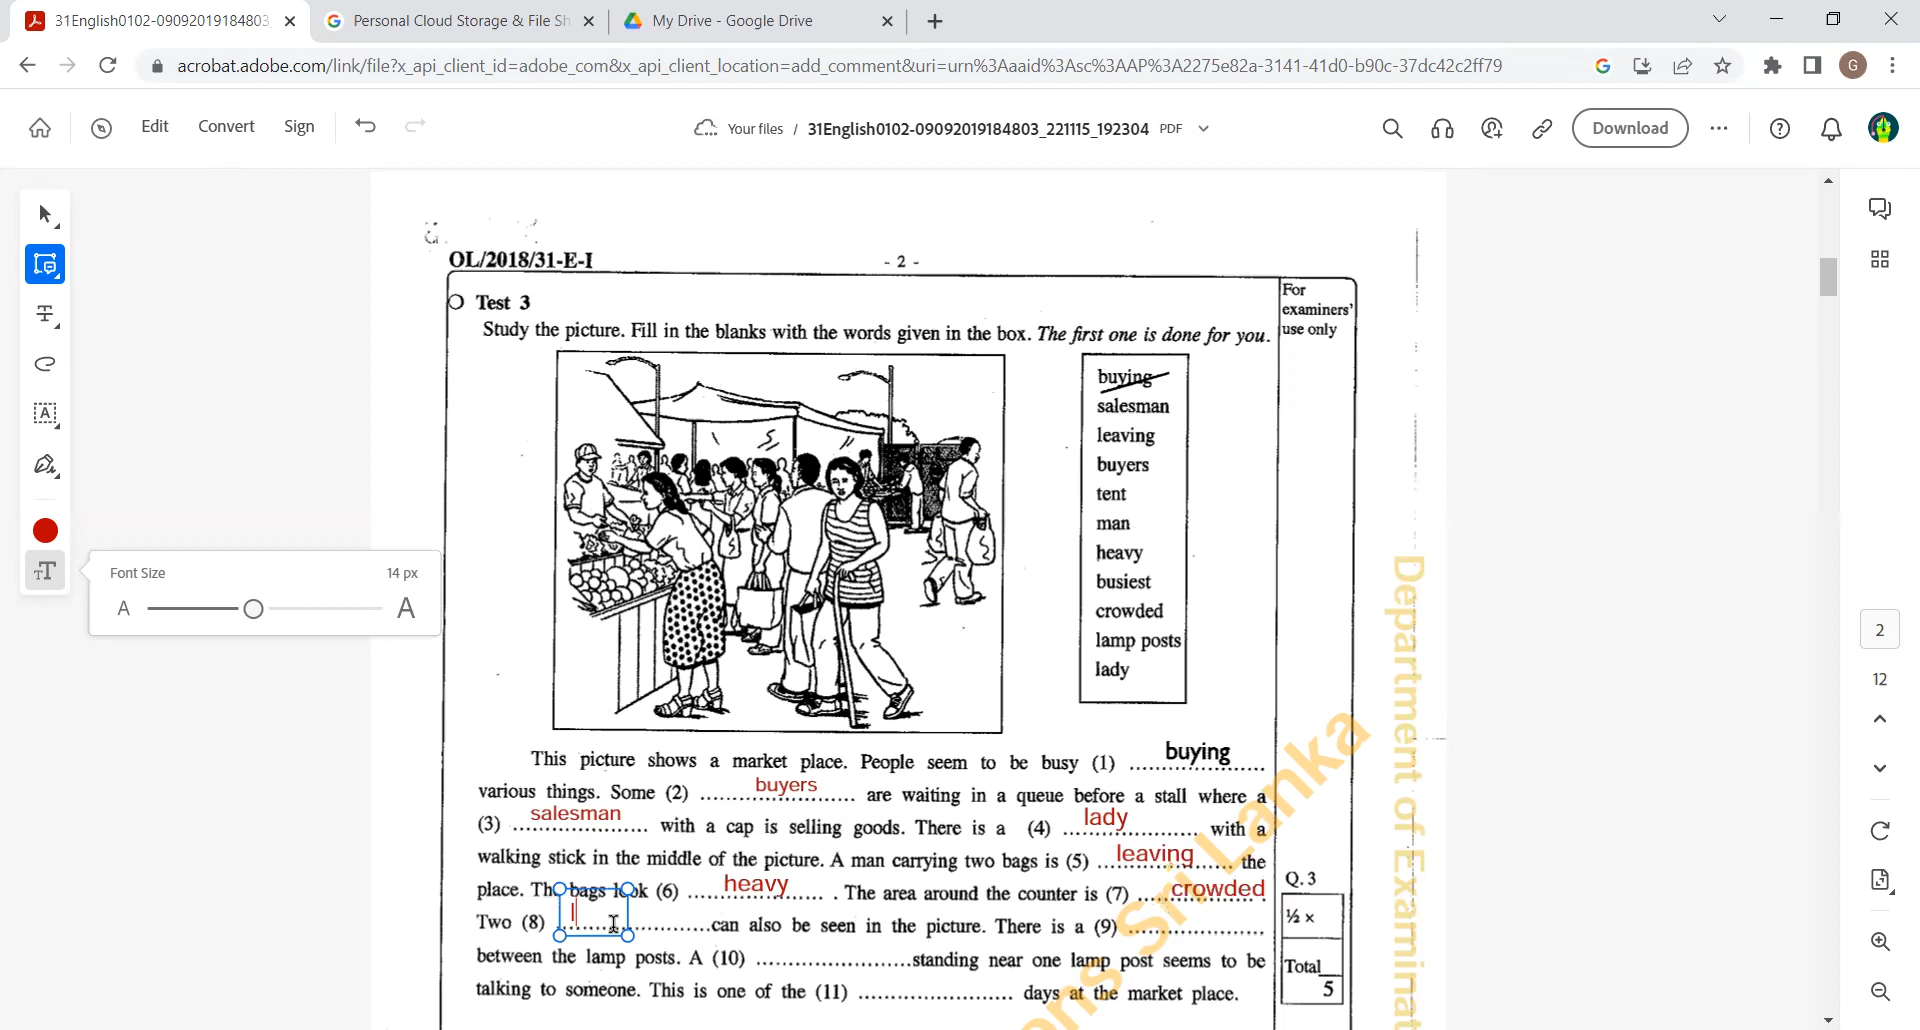 31English0102-09092019184803
Personal Cloud Storage & File Sh
My Drive - Google Drive
acrobat.adobe.com/link/file?x_api_client_id=adobe_com&x_api_client_location=add_comment&uri=urn%3Aaaid%3Asc%3AAP%3A2275e82a-3141-41d0-b90c-37dc42c2ff79
G
Edit Convert Sign
Your files / 31English0102-09092019184803_221115_192304 PDF
Download
OL/2018/31-E-I
- 2 -
Test 3
Study the picture. Fill in the blanks with the words given in the box. The first one is done for you.
For
examiners'
use only
buying
salesman
leaving
buyers
tent
man
heavy
busiest
crowded
lamp posts
lady
Font Size 14 px
A A
This picture shows a market place. People seem to be busy (1) buying
various things. Some (2) buyers are waiting in a queue before a stall where a
(3) salesman with a cap is selling goods. There is a (4) lady with a
walking stick in the middle of the picture. A man carrying two bags is (5) leaving the
place. The bags look (6) heavy . The area around the counter is (7) crowded .
Two (8) l ........................can also be seen in the picture. There is a (9) ........................
between the lamp posts. A (10) ........................standing near one lamp post seems to be
talking to someone. This is one of the (11) ........................ days at the market place.
Q. 3
½ x
Total
5
ons Sri Lanka
Department of Examinat
2
12